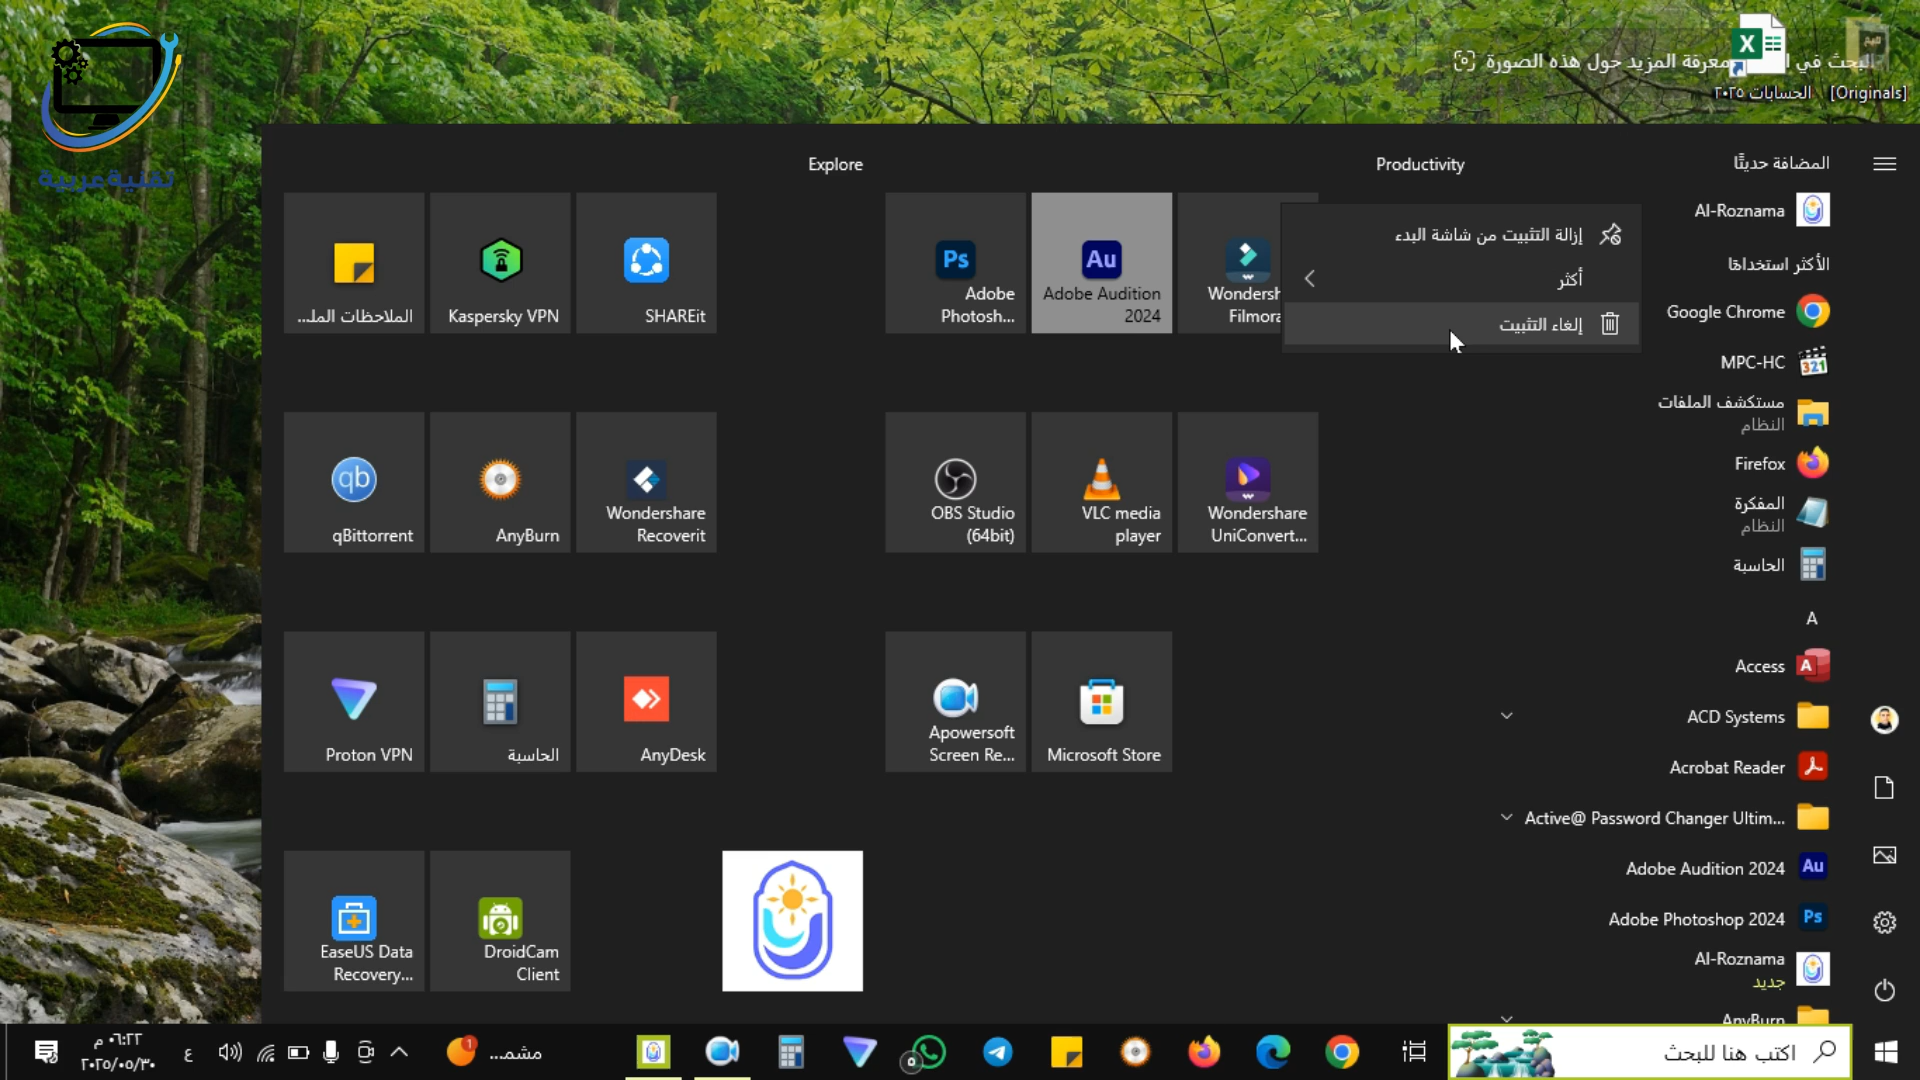 تقنية عربية
[Originals]
الحسابات ٢٠٢٥
معرفة المزيد حول هذه الصورة
المضافة حديثًا
Al-Roznama
الأكثر استخدامًا
Google Chrome
MPC-HC
مستكشف الملفات
النظام
Firefox
المفكرة
النظام
الحاسبة
A
Access
ACD Systems
Acrobat Reader
Active@ Password Changer Ultim...
Adobe Audition 2024
Adobe Photoshop 2024
Al-Roznama
جديد
AnyBurn
إزالة التثبيت من شاشة البدء
أكثر
إلغاء التثبيت
Productivity
Wondersh
Filmora
Adobe Audition
2024
Adobe
Photosh...
Wondershare
UniConvert...
VLC media
player
OBS Studio
(64bit)
Microsoft Store
Apowersoft
Screen Re...
Explore
SHAREit
Kaspersky VPN
الملاحظات الملـ...
Wondershare
Recoverit
AnyBurn
qBittorrent
AnyDesk
الحاسبة
Proton VPN
DroidCam
Client
EaseUS Data
Recovery...
اكتب هنا للبحث
مشمـ...
ع
٠٦:٢٢ م
٢٠٢٥/٠٥/٣٠